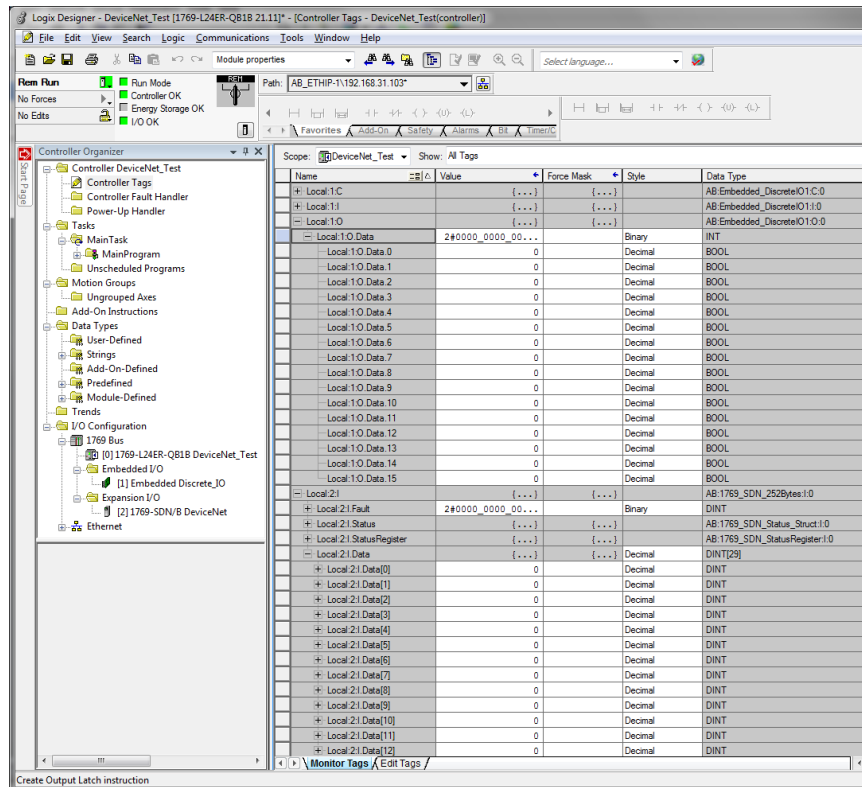 Logix Designer - DeviceNet_Test [1769-L24ER-QB1B 21.11]* - [Controller Tags - DeviceNet_Test(controller)]
File Edit View Search Logic Communications Tools Window Help
Module properties Select language...
Rem Run Run Mode REM Path: AB_ETHIP-1\192.168.31.103*
No Forces Controller OK
Energy Storage OK
No Edits I/O OK
Favorites Add-On Safety Alarms Bit Timer/C
Start Page
Controller Organizer
Controller DeviceNet_Test
Controller Tags
Controller Fault Handler
Power-Up Handler
Tasks
MainTask
MainProgram
Unscheduled Programs
Motion Groups
Ungrouped Axes
Add-On Instructions
Data Types
User-Defined
Strings
Add-On-Defined
Predefined
Module-Defined
Trends
I/O Configuration
1769 Bus
[0] 1769-L24ER-QB1B DeviceNet_Test
Embedded I/O
[1] Embedded Discrete_IO
Expansion I/O
[2] 1769-SDN/B DeviceNet
Ethernet
Scope: DeviceNet_Test Show: All Tags
Name Value Force Mask Style Data Type
Local:1:C {...} {...} AB:Embedded_DiscreteIO1:C:0
Local:1:I {...} {...} AB:Embedded_DiscreteIO1:I:0
Local:1:O {...} {...} AB:Embedded_DiscreteIO1:O:0
Local:1:O.Data 2#0000_0000_00... Binary INT
Local:1:O.Data.0 0 Decimal BOOL
Local:1:O.Data.1 0 Decimal BOOL
Local:1:O.Data.2 0 Decimal BOOL
Local:1:O.Data.3 0 Decimal BOOL
Local:1:O.Data.4 0 Decimal BOOL
Local:1:O.Data.5 0 Decimal BOOL
Local:1:O.Data.6 0 Decimal BOOL
Local:1:O.Data.7 0 Decimal BOOL
Local:1:O.Data.8 0 Decimal BOOL
Local:1:O.Data.9 0 Decimal BOOL
Local:1:O.Data.10 0 Decimal BOOL
Local:1:O.Data.11 0 Decimal BOOL
Local:1:O.Data.12 0 Decimal BOOL
Local:1:O.Data.13 0 Decimal BOOL
Local:1:O.Data.14 0 Decimal BOOL
Local:1:O.Data.15 0 Decimal BOOL
Local:2:I {...} {...} AB:1769_SDN_252Bytes:I:0
Local:2:I.Fault 2#0000_0000_00... Binary DINT
Local:2:I.Status {...} {...} AB:1769_SDN_Status_Struct:I:0
Local:2:I.StatusRegister {...} {...} AB:1769_SDN_StatusRegister:I:0
Local:2:I.Data {...} {...} Decimal DINT[29]
Local:2:I.Data[0] 0 Decimal DINT
Local:2:I.Data[1] 0 Decimal DINT
Local:2:I.Data[2] 0 Decimal DINT
Local:2:I.Data[3] 0 Decimal DINT
Local:2:I.Data[4] 0 Decimal DINT
Local:2:I.Data[5] 0 Decimal DINT
Local:2:I.Data[6] 0 Decimal DINT
Local:2:I.Data[7] 0 Decimal DINT
Local:2:I.Data[8] 0 Decimal DINT
Local:2:I.Data[9] 0 Decimal DINT
Local:2:I.Data[10] 0 Decimal DINT
Local:2:I.Data[11] 0 Decimal DINT
Local:2:I.Data[12] 0 Decimal DINT
Monitor Tags Edit Tags
Create Output Latch instruction